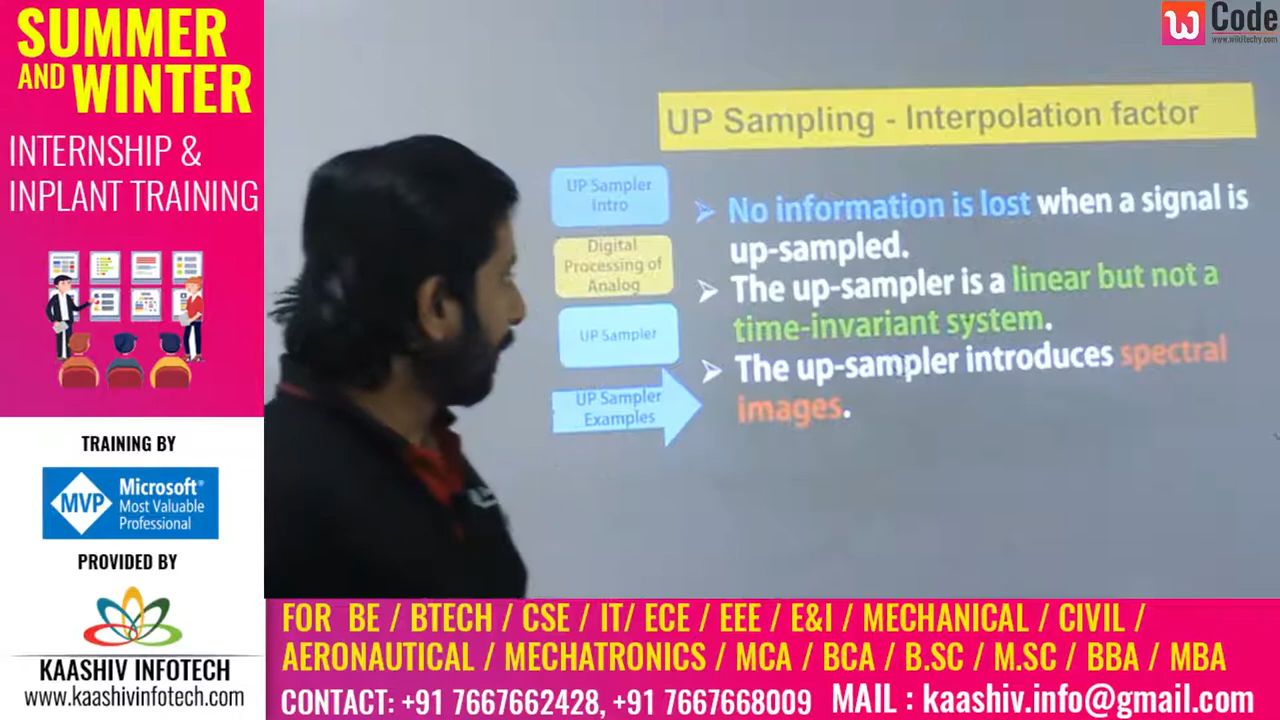 SUMMER
AND WINTER
INTERNSHIP &
INPLANT TRAINING
TRAINING BY
MVP
Microsoft®
Most Valuable
Professional
PROVIDED BY
KAASHIV INFOTECH
www.kaashivinfotech.com
w Code
www.wikitechy.com
UP Sampling - Interpolation factor
UP Sampler
Intro
Digital
Processing of
Analog
UP Sampler
UP Sampler
Examples
➢ No information is lost when a signal is
up-sampled.
➢ The up-sampler is a linear but not a
time-invariant system.
➢ The up-sampler introduces spectral
images.
FOR BE / BTECH / CSE / IT/ ECE / EEE / E&I / MECHANICAL / CIVIL /
AERONAUTICAL / MECHATRONICS / MCA / BCA / B.SC / M.SC / BBA / MBA
CONTACT: +91 7667662428, +91 7667668009 MAIL : kaashiv.info@gmail.com